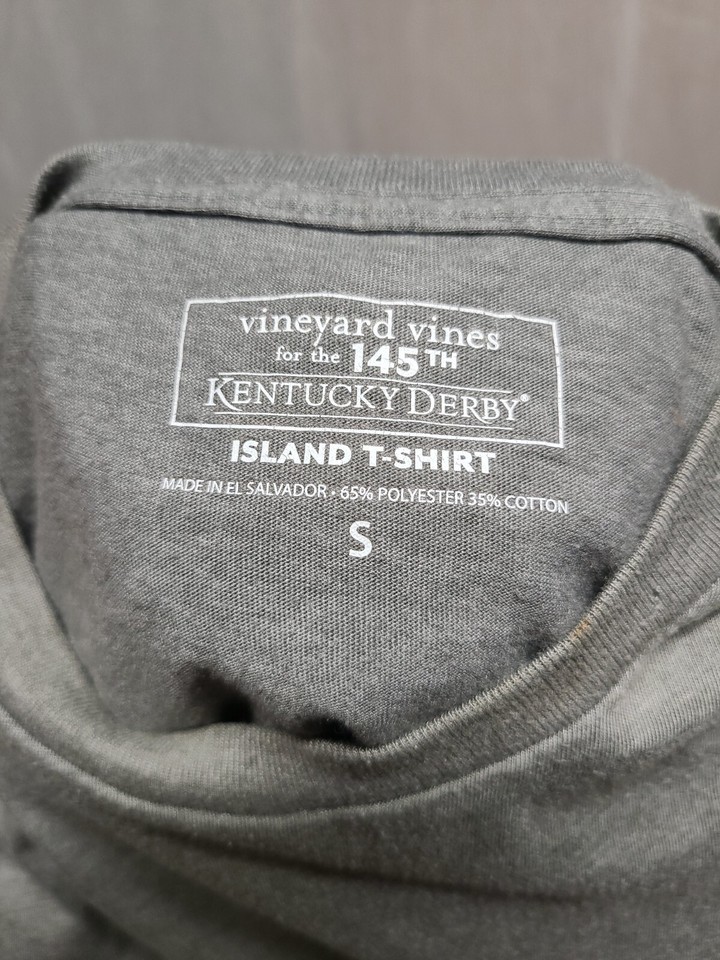 vineyard vines
for the 145TH
KENTUCKY DERBY®
ISLAND T-SHIRT
MADE IN EL SALVADOR • 65% POLYESTER 35% COTTON
S